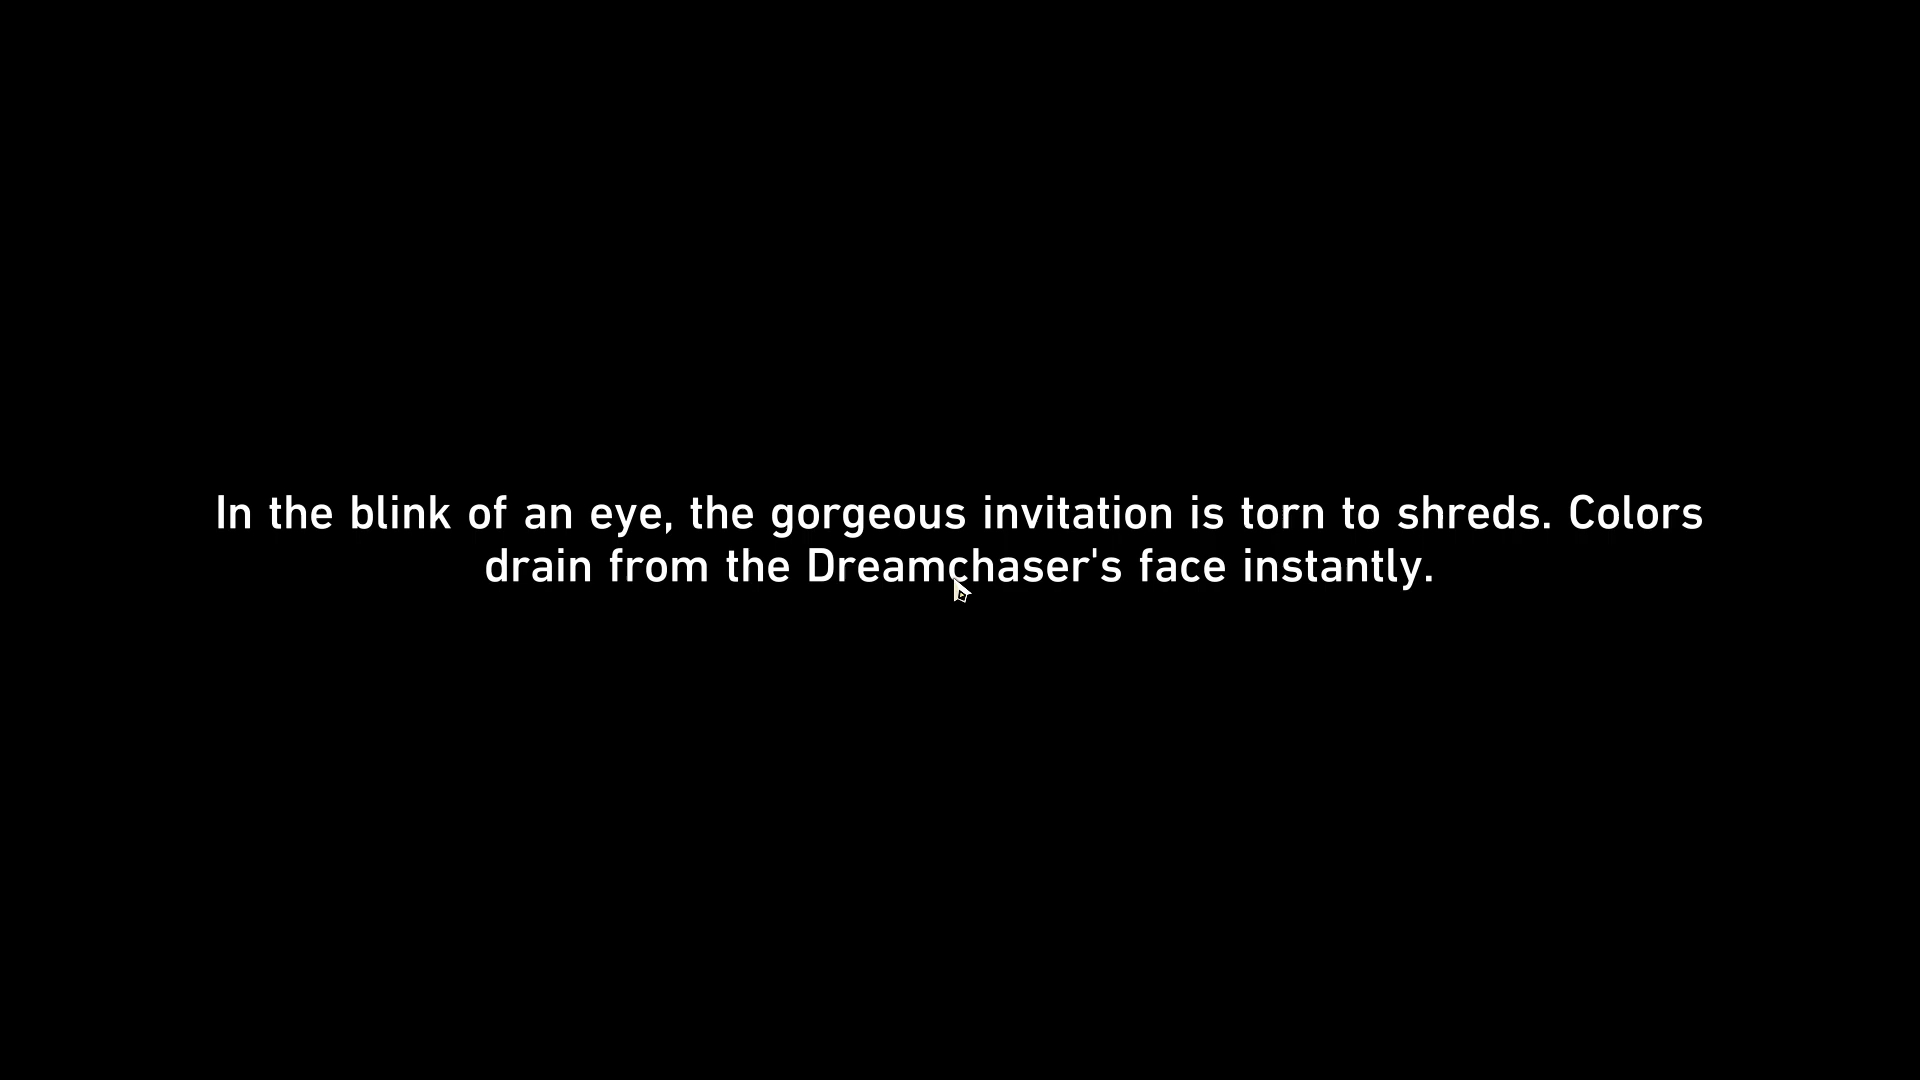 In the blink of an eye, the gorgeous invitation is torn to shreds. Colors
drain from the Dreamchaser's face instantly.